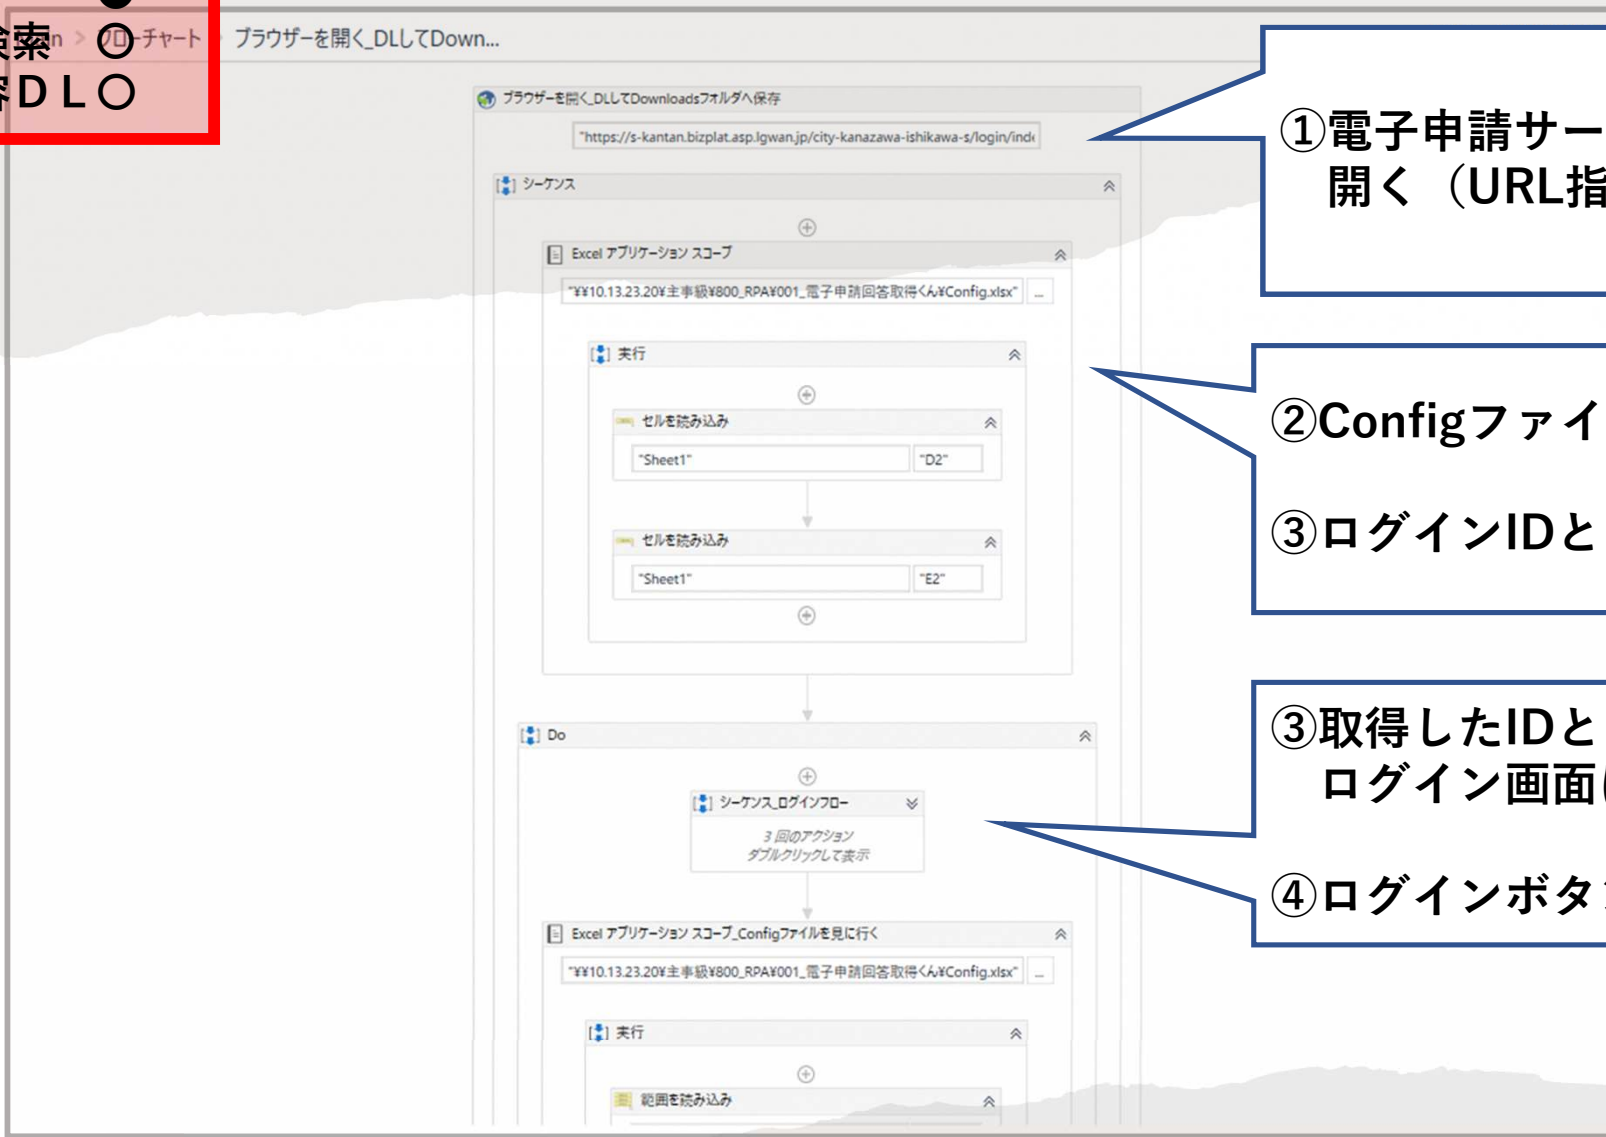 検索 〇
容ＤＬ〇
フローチャート > ブラウザーを開く_DLしてDown...
ブラウザーを開く_DLしてDownloadsフォルダへ保存
"https://s-kantan.bizplat.asp.lgwan.jp/city-kanazawa-ishikawa-s/login/inde
シーケンス
Excel アプリケーション スコープ
"¥¥10.13.23.20¥主事級¥800_RPA¥001_電子申請回答取得くん¥Config.xlsx"
...
実行
セルを読み込み
"Sheet1" "D2"
セルを読み込み
"Sheet1" "E2"
Do
シーケンス_ログインフロー
3 回のアクション
ダブルクリックして表示
Excel アプリケーション スコープ_Configファイルを見に行く
"¥¥10.13.23.20¥主事級¥800_RPA¥001_電子申請回答取得くん¥Config.xlsx"
...
実行
範囲を読み込み
①電子申請サー
開く（URL指
②Configファイ
③ログインIDと
③取得したIDと
ログイン画面に
④ログインボタン